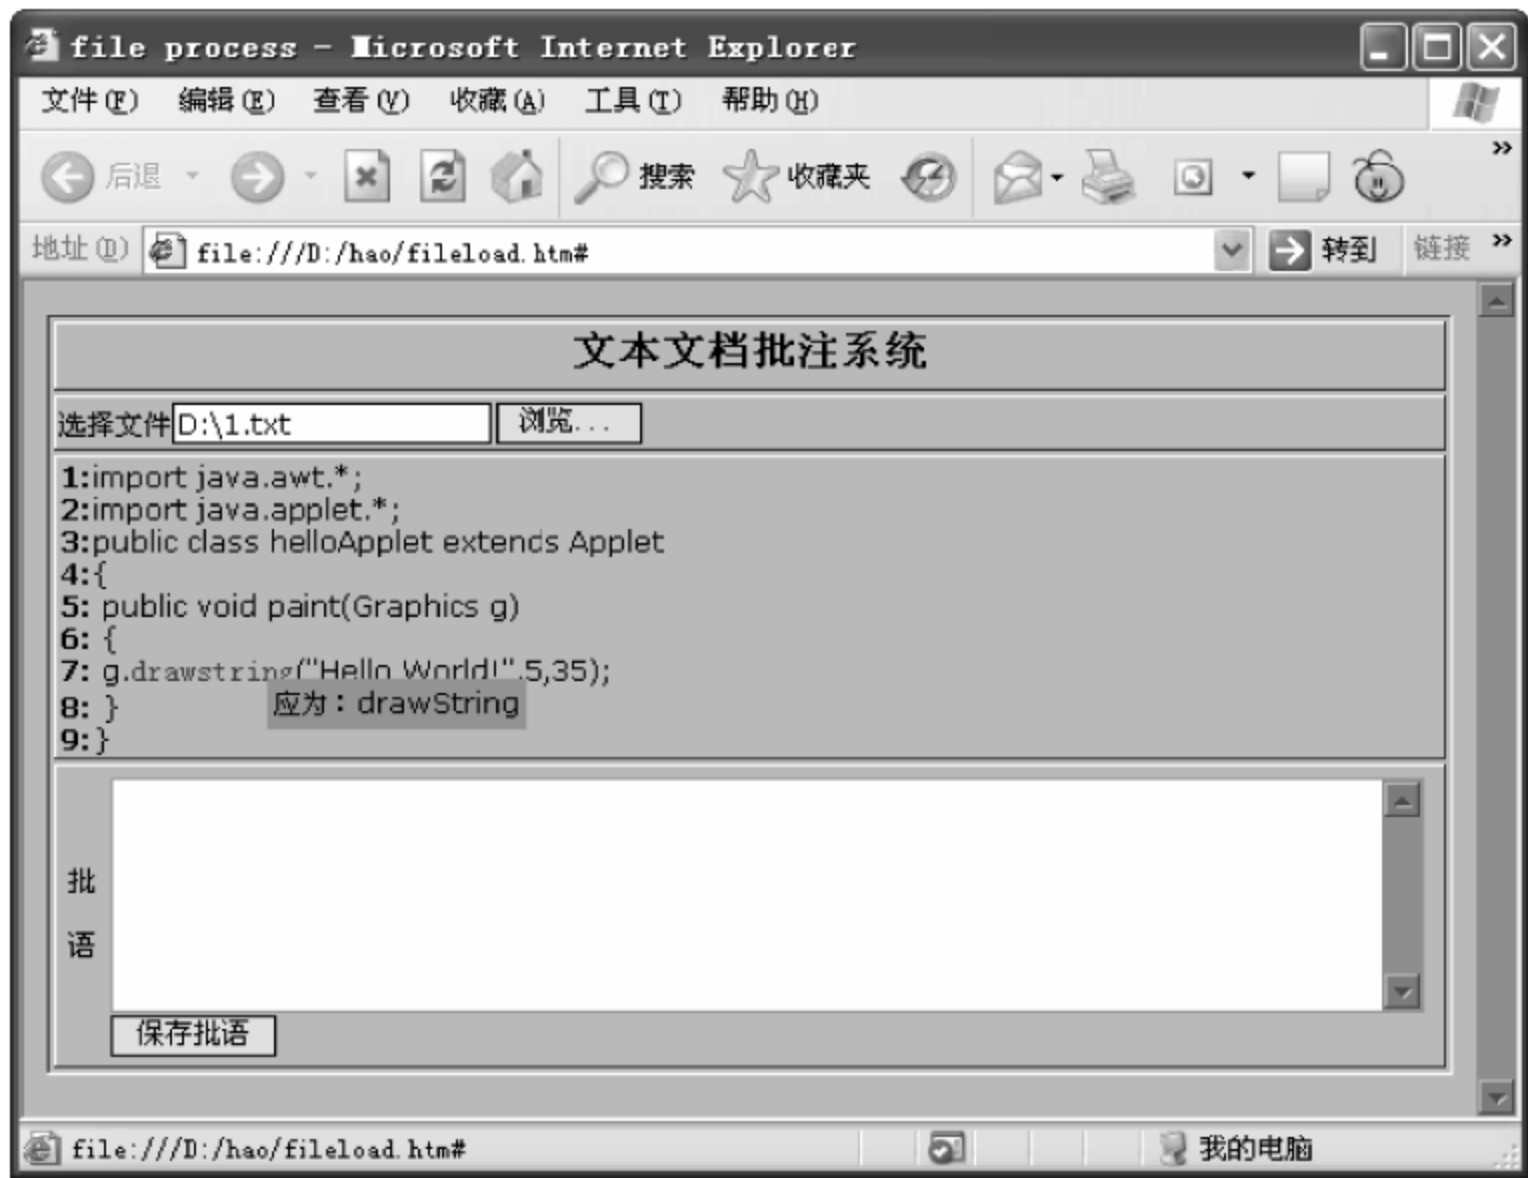 file process - Microsoft Internet Explorer
文件(F) 编辑(E) 查看(V) 收藏(A) 工具(T) 帮助(H)
后退 搜索 收藏夹 »
地址(D) file:///D:/hao/fileload.htm# 转到 链接 »
文本文档批注系统
选择文件 D:\1.txt 浏览...
1:import java.awt.*;
2:import java.applet.*;
3:public class helloApplet extends Applet
4:{
5: public void paint(Graphics g)
6: {
7: g.drawstring("Hello World!",5,35);
应为：drawString
8: }
9:}
批
语
保存批语
file:///D:/hao/fileload.htm# 我的电脑